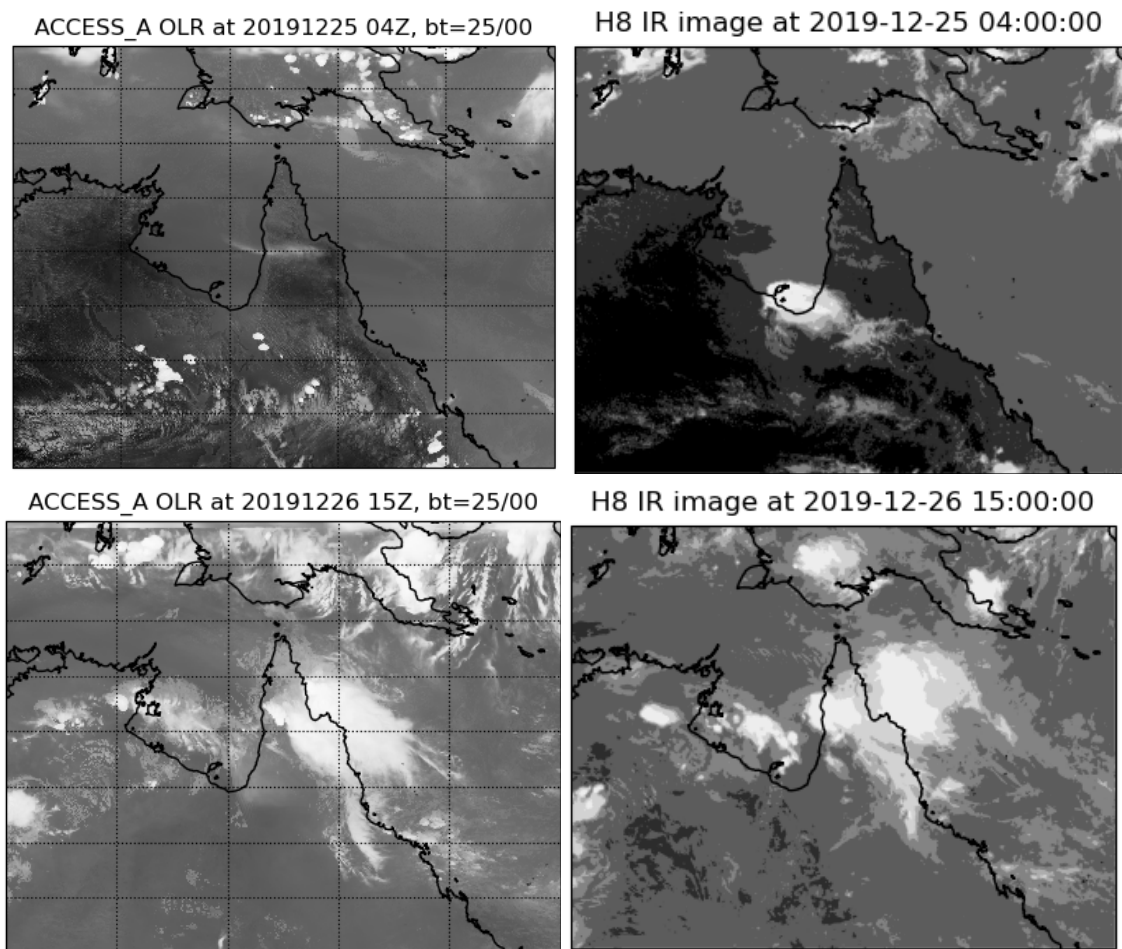 ACCESS_A OLR at 20191225 04Z, bt=25/00
H8 IR image at 2019-12-25 04:00:00
ACCESS_A OLR at 20191226 15Z, bt=25/00
H8 IR image at 2019-12-26 15:00:00